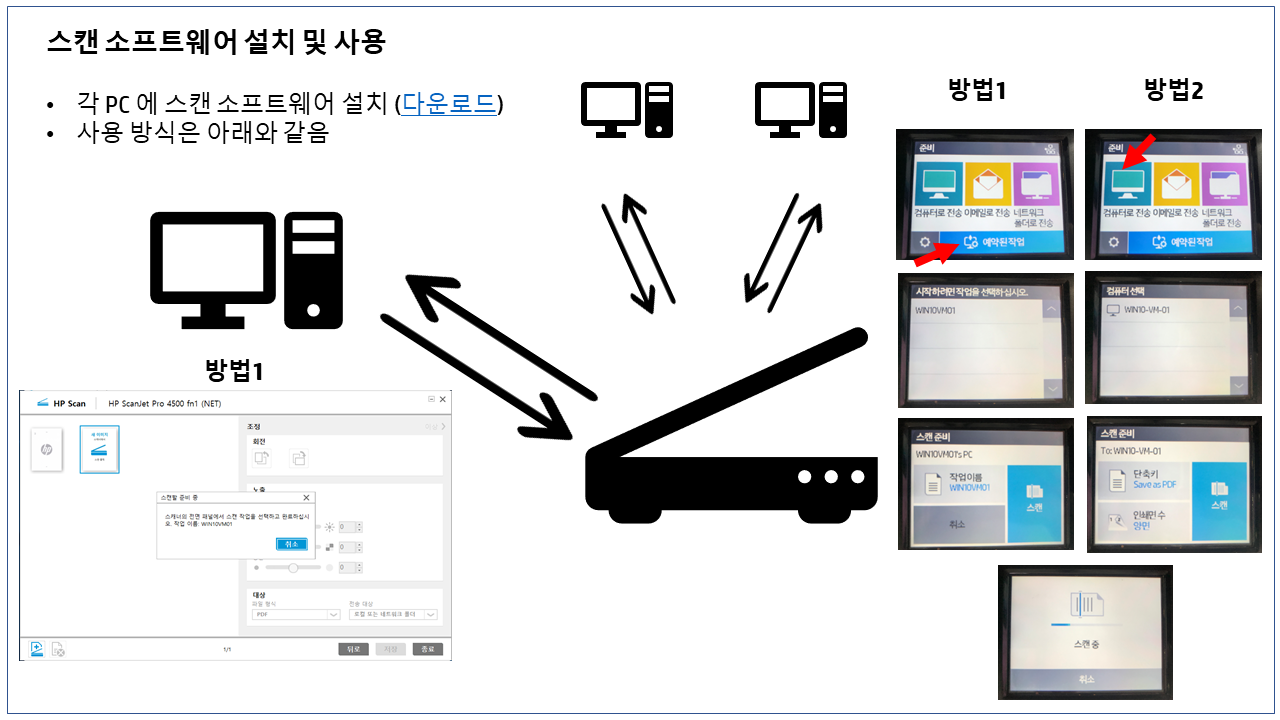 스캔 소프트웨어 설치 및 사용
• 각 PC 에 스캔 소프트웨어 설치 (다운로드)
• 사용 방식은 아래와 같음
방법1
HP Scan
HP ScanJet Pro 4500 fn1 (NET)
조정
회전
노출
스캔할 준비 중
스캐너의 전면 패널에서 스캔 작업을 선택하고 완료하십시
오. 작업 이름: WIN10VM01
취소
0
0
0
대상
파일 형식
전송 대상
PDF
로컬 또는 네트워크 폴더
1/1
뒤로
저장
종료
방법1
준비
컴퓨터로 전송
이메일로 전송
네트워크
폴더로 전송
예약된 작업
시작하려면 작업을 선택하십시오.
WIN10VM01
스캔 준비
WIN10VM01's PC
작업 이름
WIN10VM01
스캔
취소
방법2
준비
컴퓨터로 전송
이메일로 전송
네트워크
폴더로 전송
예약된 작업
컴퓨터 선택
WIN10-VM-01
스캔 준비
To: WIN10-VM-01
단축키
Save as PDF
인쇄면 수
양면
스캔
스캔 중
취소